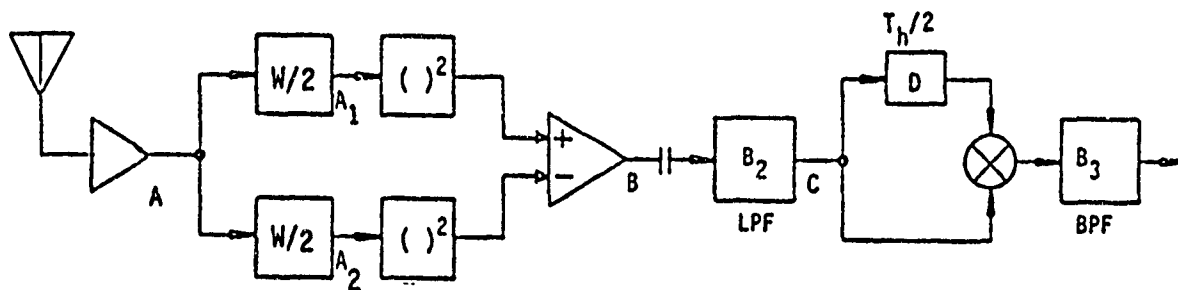 T_h/2
W/2
( )²
D
A₁
+
B₂
B₃
A
−
B
C
LPF
BPF
W/2
( )²
A₂